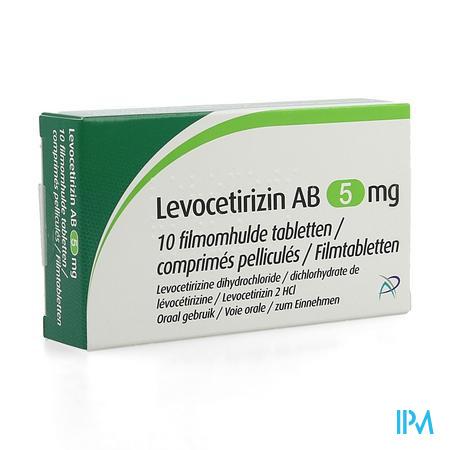 Levocetirizin AB 5 mg
10 filmomhulde tabletten /
comprimés pelliculés / Filmtabletten
Levocetirizine dihydrochloride / dichlorhydrate de
lévocétirizine / Levocetirizin 2 HCl
Oraal gebruik / Voie orale / zum Einnehmen
Levocetirizin AB 5 mg
10 filmomhulde tabletten /
comprimés pelliculés / Filmtabletten
IPM